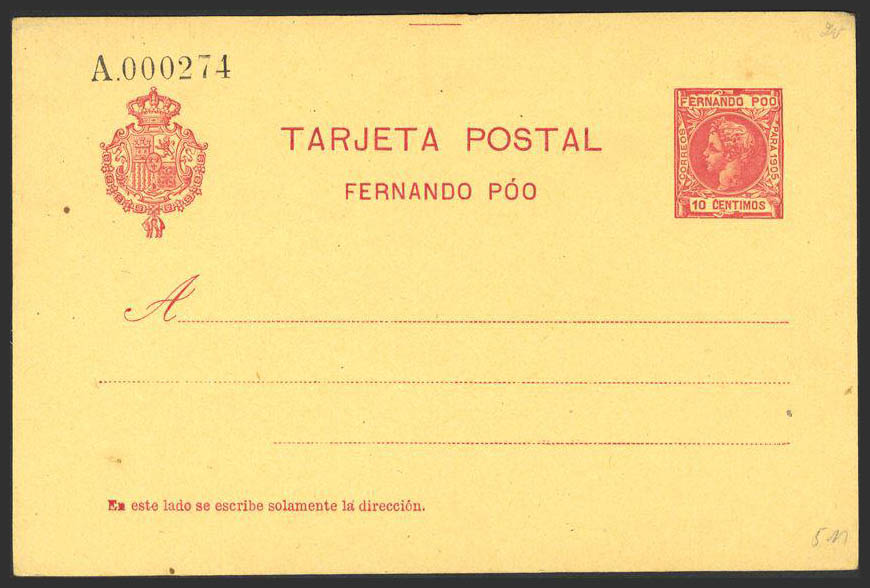 A.000274
TARJETA POSTAL
FERNANDO PÓO
FERNANDO POO
CORREOS
PARA 1905
10 CENTIMOS
A
En este lado se escribe solamente la dirección.